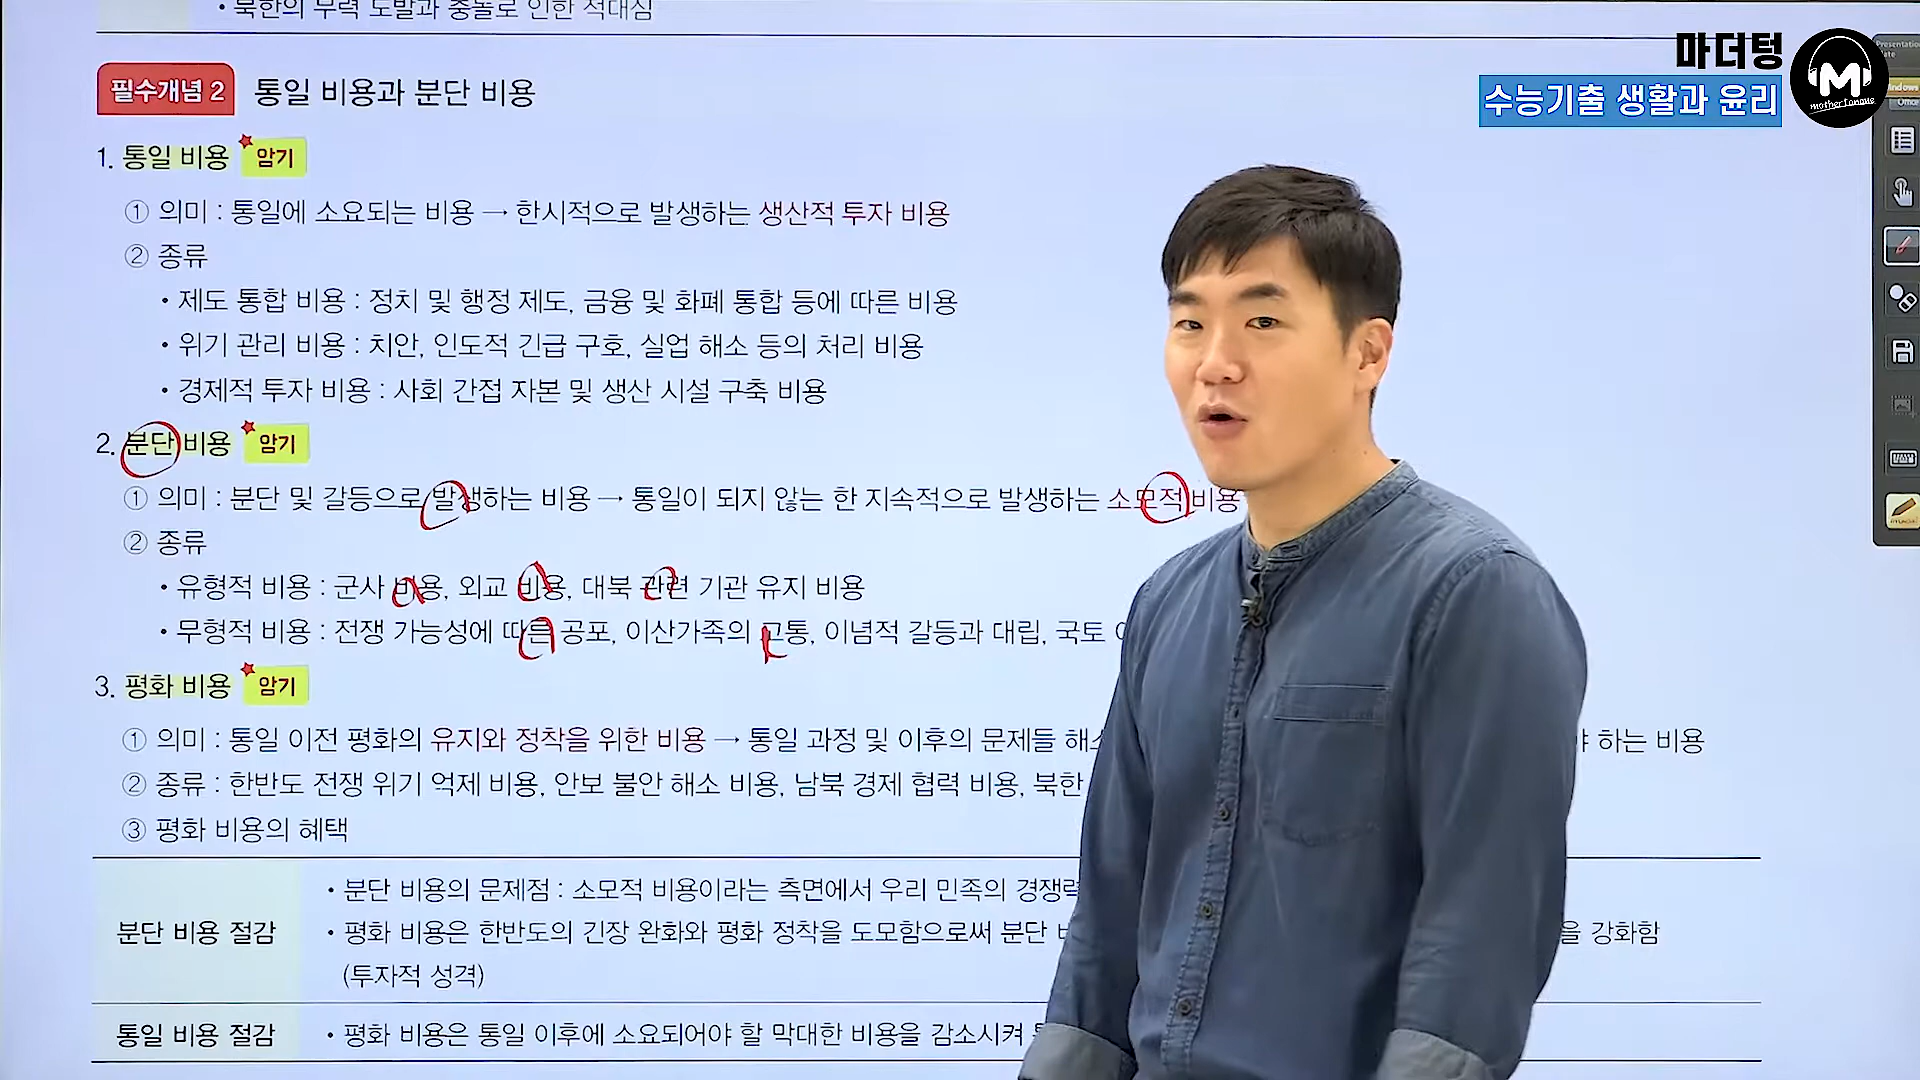 • 북한의 무력 도발과 충돌로 인한 적대심
마더텅
수능기출 생활과 윤리
M
mothertongue
필수개념 2 통일 비용과 분단 비용
1. 통일 비용 암기
① 의미 : 통일에 소요되는 비용 → 한시적으로 발생하는 생산적 투자 비용
② 종류
• 제도 통합 비용 : 정치 및 행정 제도, 금융 및 화폐 통합 등에 따른 비용
• 위기 관리 비용 : 치안, 인도적 긴급 구호, 실업 해소 등의 처리 비용
• 경제적 투자 비용 : 사회 간접 자본 및 생산 시설 구축 비용
2. 분단 비용 암기
① 의미 : 분단 및 갈등으로 발생하는 비용 → 통일이 되지 않는 한 지속적으로 발생하는 소모적 비용
② 종류
• 유형적 비용 : 군사 비용, 외교 비용, 대북 관련 기관 유지 비용
• 무형적 비용 : 전쟁 가능성에 따른 공포, 이산가족의 고통, 이념적 갈등과 대립, 국토
3. 평화 비용 암기
① 의미 : 통일 이전 평화의 유지와 정착을 위한 비용 → 통일 과정 및 이후의 문제들 하는 비용
② 종류 : 한반도 전쟁 위기 억제 비용, 안보 불안 해소 비용, 남북 경제 협력 비용, 북한
③ 평화 비용의 혜택
분단 비용 절감
• 분단 비용의 문제점 : 소모적 비용이라는 측면에서 우리 민족의 경쟁력
• 평화 비용은 한반도의 긴장 완화와 평화 정착을 도모함으로써 분단 을 강화함
(투자적 성격)
통일 비용 절감
• 평화 비용은 통일 이후에 소요되어야 할 막대한 비용을 감소시켜